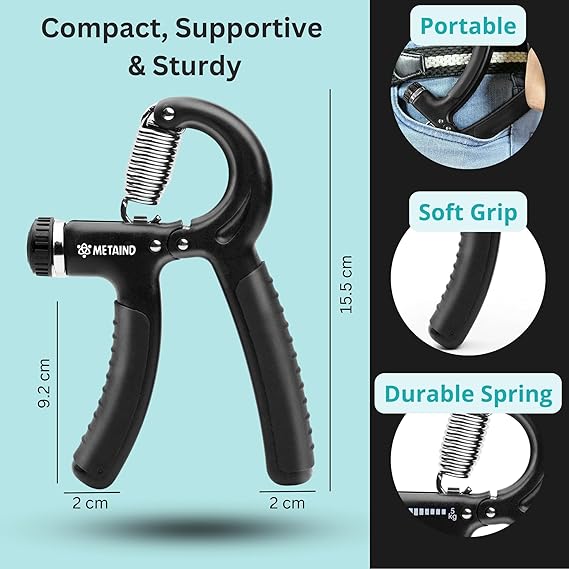 Compact, Supportive
& Sturdy
METAIND
15.5 cm
9.2 cm
2 cm
2 cm
Portable
Soft Grip
Durable Spring
5
kg